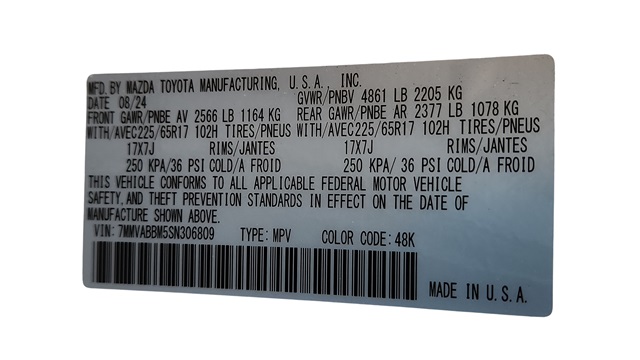 MFD. BY MAZDA TOYOTA MANUFACTURING, U.S.A. INC.
DATE 08/24 GVWR/PNBV 4861 LB 2205 KG
FRONT GAWR/PNBE AV 2566 LB 1164 KG REAR GAWR/PNBE AR 2377 LB 1078 KG
WITH/AVEC225/65R17 102H TIRES/PNEUS WITH/AVEC225/65R17 102H TIRES/PNEUS
17X7J RIMS/JANTES 17X7J RIMS/JANTES
250 KPA/36 PSI COLD/A FROID 250 KPA/ 36 PSI COLD/A FROID
THIS VEHICLE CONFORMS TO ALL APPLICABLE FEDERAL MOTOR VEHICLE
SAFETY, AND THEFT PREVENTION STANDARDS IN EFFECT ON THE DATE OF
MANUFACTURE SHOWN ABOVE.
VIN: 7MMVABBM5SN306809 TYPE: MPV COLOR CODE: 48K
MADE IN U.S.A.